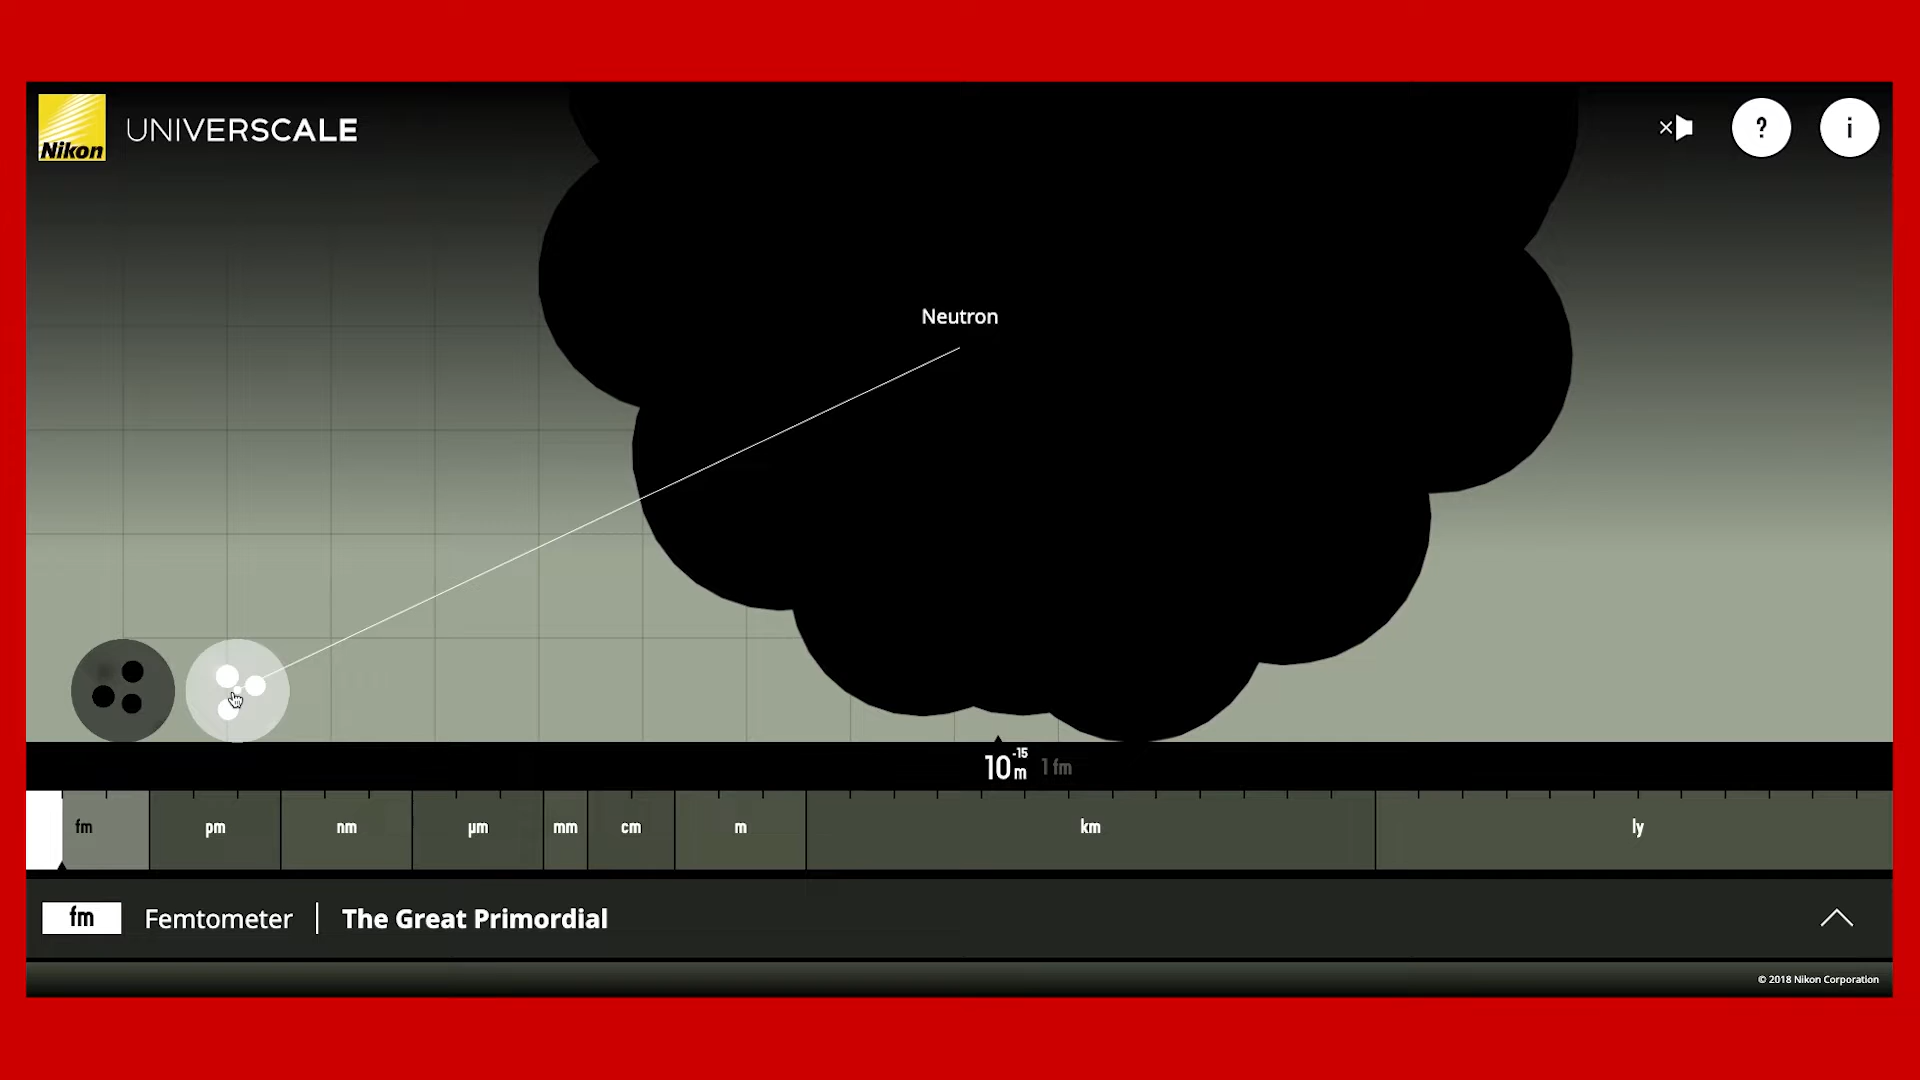 Nikon
UNIVERSCALE
?
i
Neutron
10⁻¹⁵ m 1 fm
fm
pm
nm
µm
mm
cm
m
km
ly
fm Femtometer | The Great Primordial
© 2018 Nikon Corporation